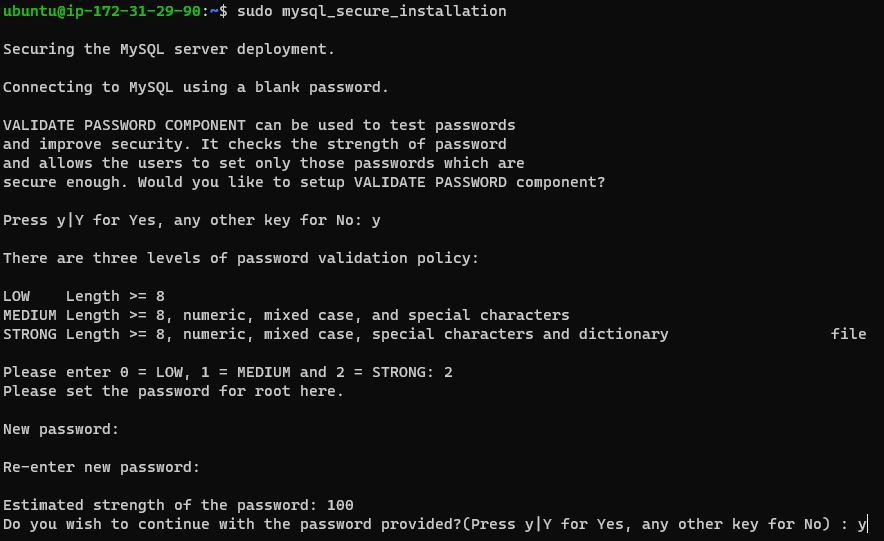 ubuntu@ip-172-31-29-90:~$ sudo mysql_secure_installation
Securing the MySQL server deployment.
Connecting to MySQL using a blank password.
VALIDATE PASSWORD COMPONENT can be used to test passwords
and improve security. It checks the strength of password
and allows the users to set only those passwords which are
secure enough. Would you like to setup VALIDATE PASSWORD component?
Press y|Y for Yes, any other key for No: y
There are three levels of password validation policy:
LOW    Length >= 8
MEDIUM Length >= 8, numeric, mixed case, and special characters
STRONG Length >= 8, numeric, mixed case, special characters and dictionary                  file
Please enter 0 = LOW, 1 = MEDIUM and 2 = STRONG: 2
Please set the password for root here.
New password:
Re-enter new password:
Estimated strength of the password: 100
Do you wish to continue with the password provided?(Press y|Y for Yes, any other key for No) : y